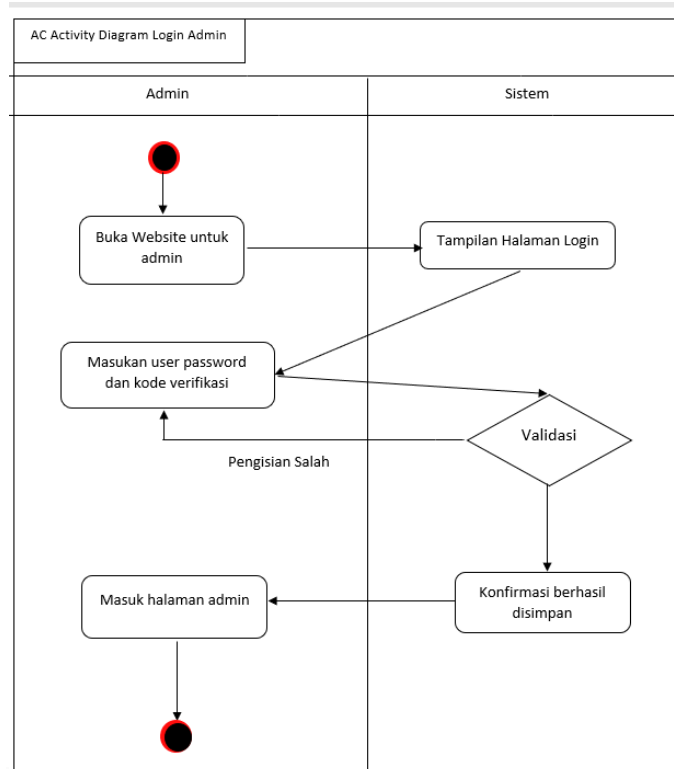 AC Activity Diagram Login Admin
Admin
Sistem
Buka Website untuk
admin
Tampilan Halaman Login
Masukan user password
dan kode verifikasi
Validasi
Pengisian Salah
Masuk halaman admin
Konfirmasi berhasil
disimpan